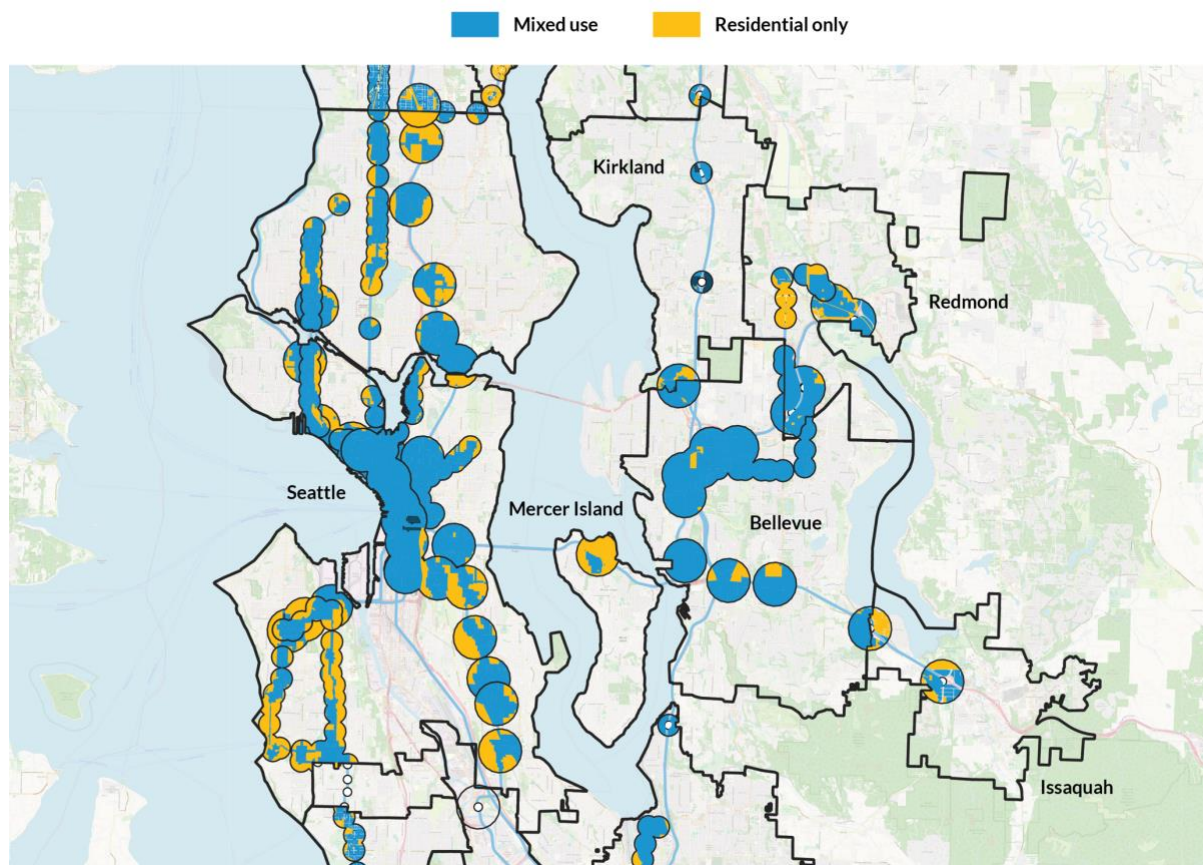 Mixed use
Residential only
Kirkland
Redmond
Seattle
Mercer Island
Bellevue
Issaquah